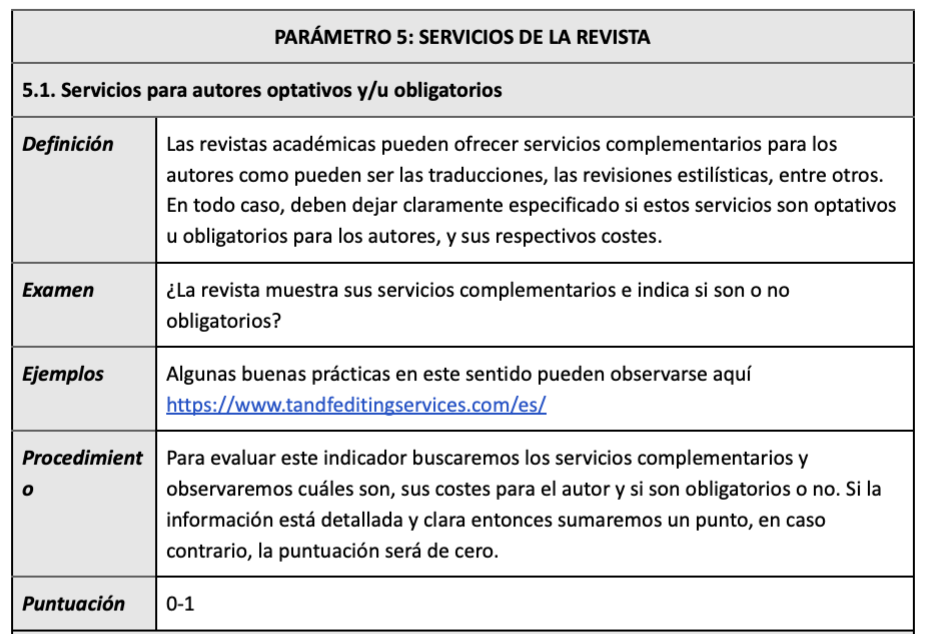 PARÁMETRO 5: SERVICIOS DE LA REVISTA
5.1. Servicios para autores optativos y/u obligatorios
Definición
Las revistas académicas pueden ofrecer servicios complementarios para los
autores como pueden ser las traducciones, las revisiones estilísticas, entre otros.
En todo caso, deben dejar claramente especificado si estos servicios son optativos
u obligatorios para los autores, y sus respectivos costes.
Examen
¿La revista muestra sus servicios complementarios e indica si son o no
obligatorios?
Ejemplos
Algunas buenas prácticas en este sentido pueden observarse aquí
https://www.tandfeditingservices.com/es/
Procedimient
o
Para evaluar este indicador buscaremos los servicios complementarios y
observaremos cuáles son, sus costes para el autor y si son obligatorios o no. Si la
información está detallada y clara entonces sumaremos un punto, en caso
contrario, la puntuación será de cero.
Puntuación
0-1